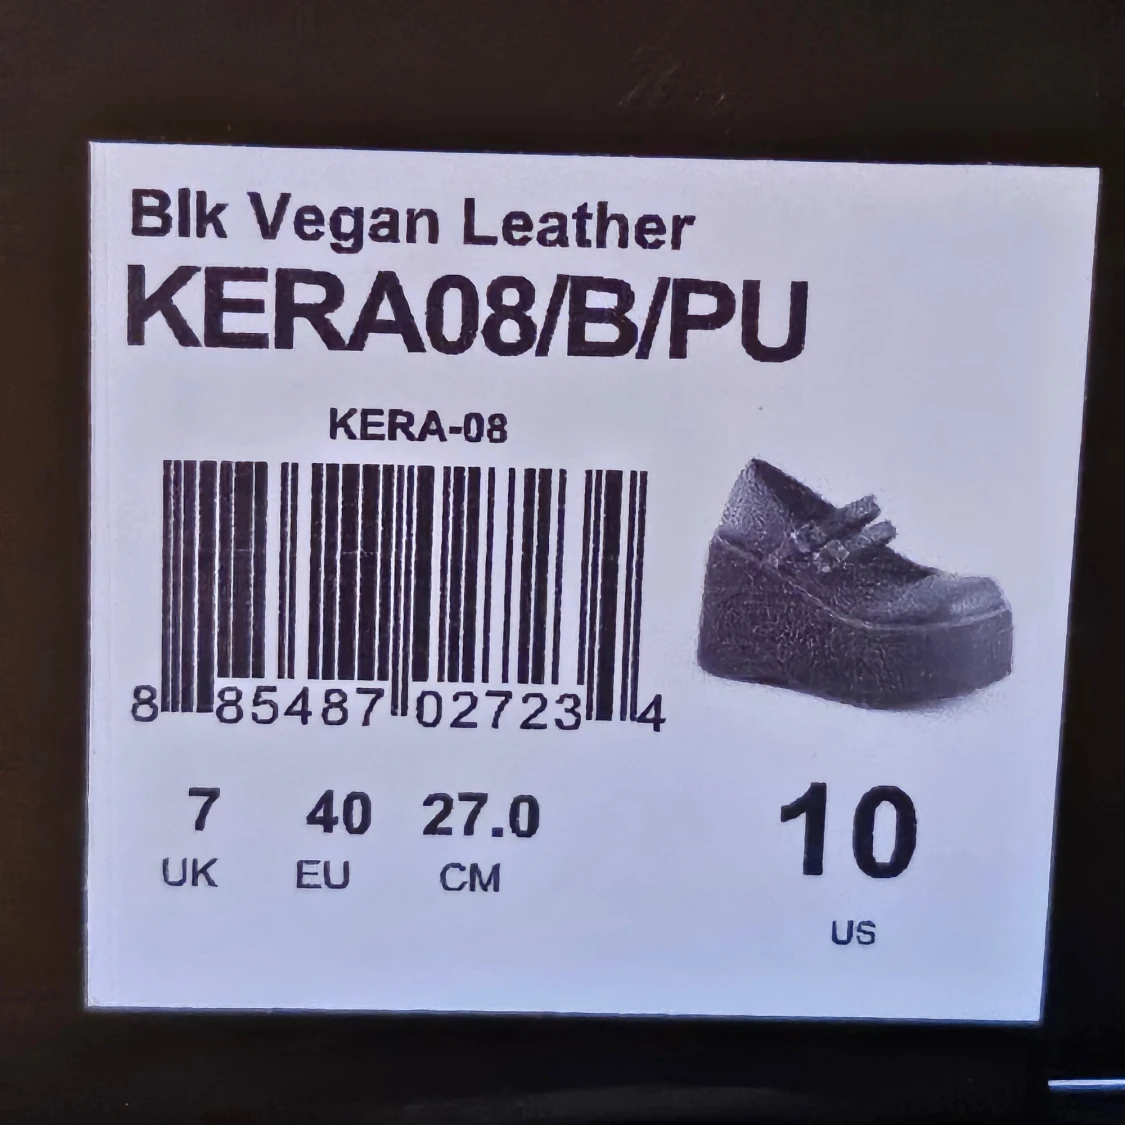 Blk Vegan Leather
KERA08/B/PU
KERA-08
8 85487 02723 4
7 40 27.0 10
UK EU CM US